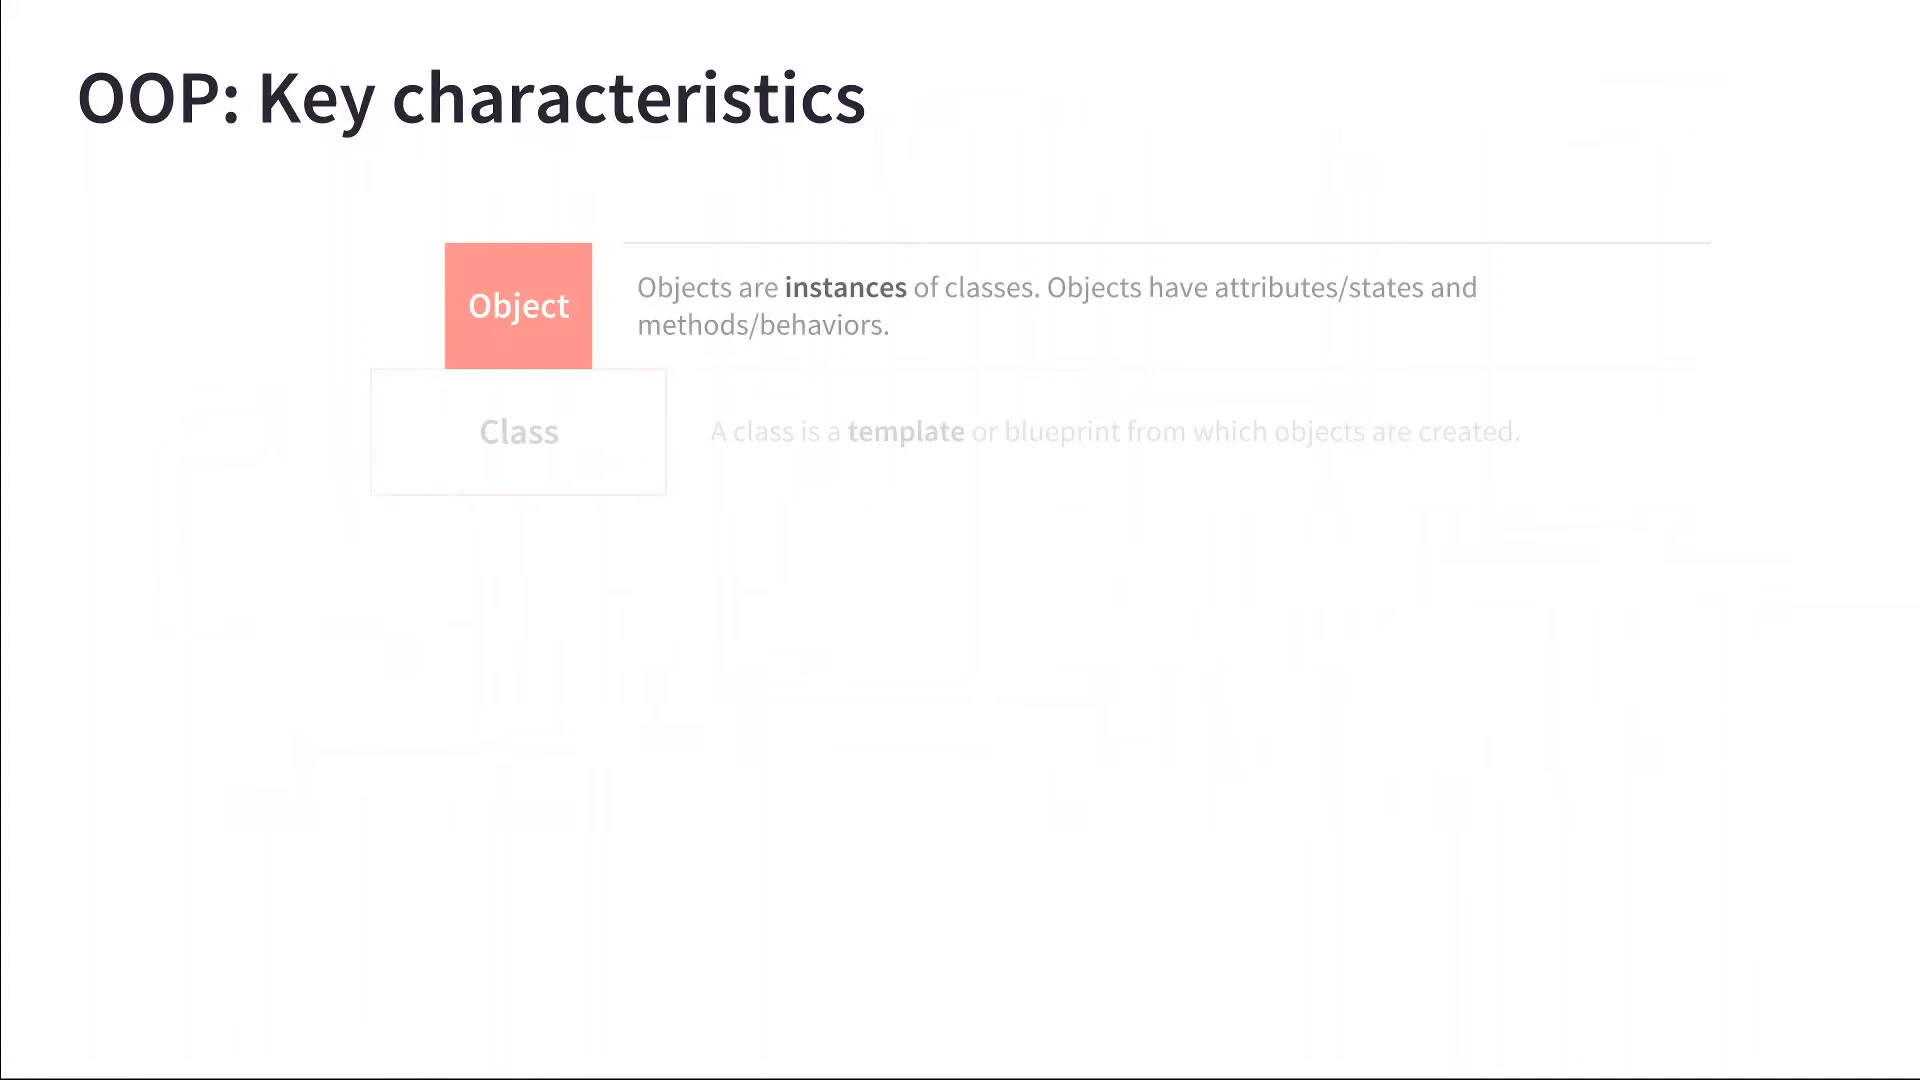 OOP: Key characteristics
Object
Objects are instances of classes. Objects have attributes/states and
methods/behaviors.
Class
A class is a template or blueprint from which objects are created.